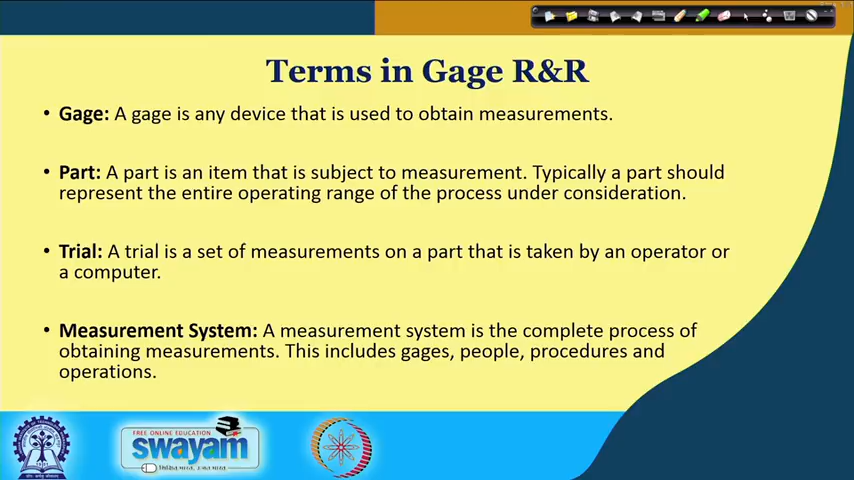 Terms in Gage R&R
• Gage: A gage is any device that is used to obtain measurements.
• Part: A part is an item that is subject to measurement. Typically a part should
represent the entire operating range of the process under consideration.
• Trial: A trial is a set of measurements on a part that is taken by an operator or
a computer.
• Measurement System: A measurement system is the complete process of
obtaining measurements. This includes gages, people, procedures and
operations.
FREE ONLINE EDUCATION
swayam